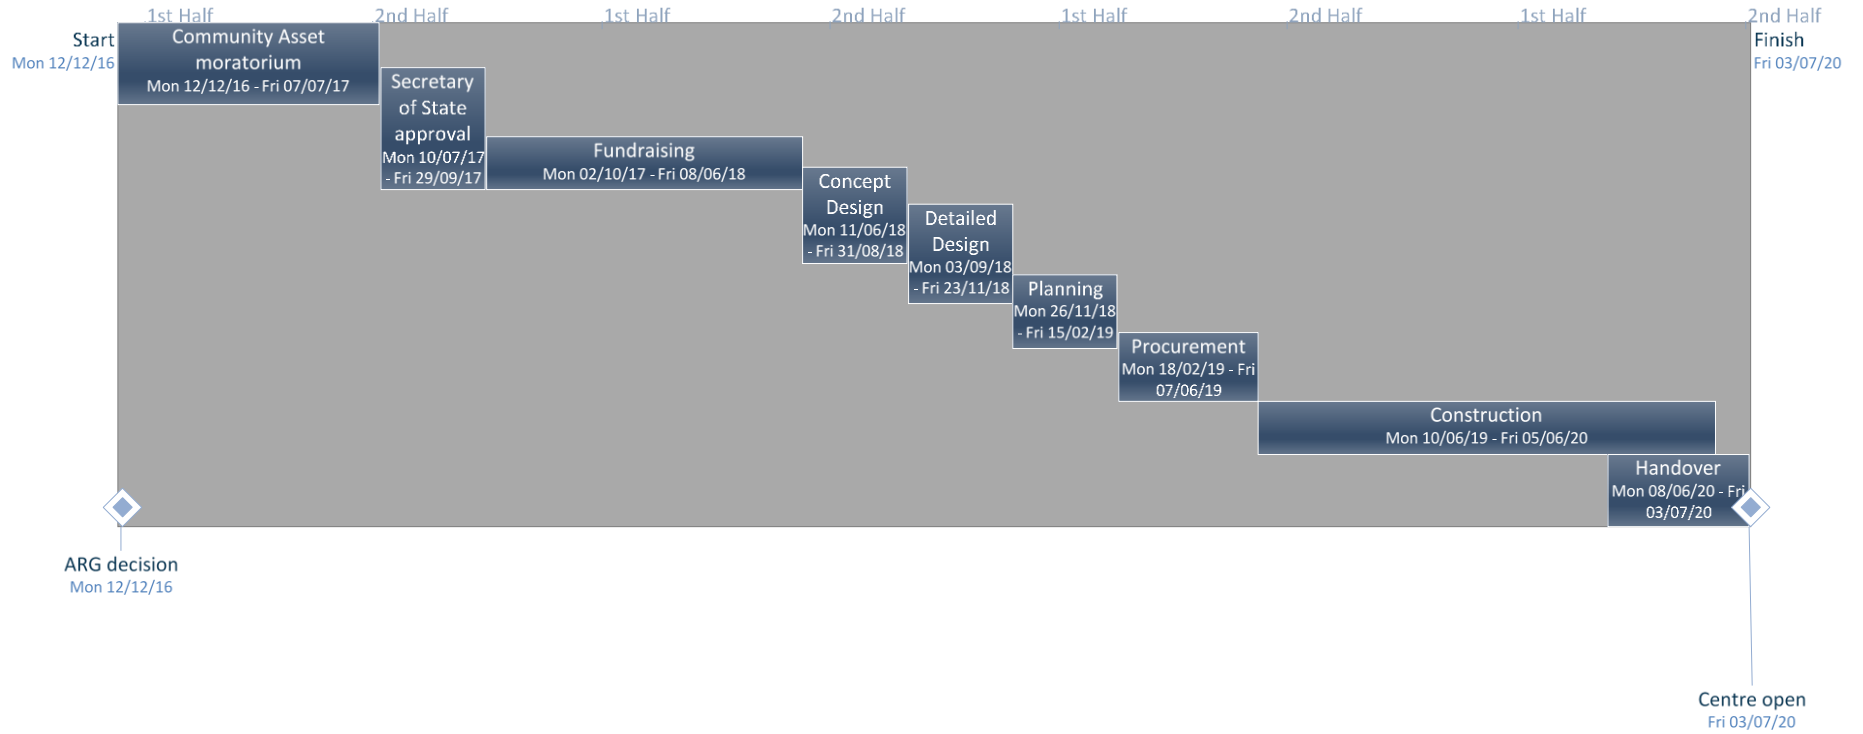 1st Half 2nd Half 1st Half 2nd Half 1st Half 2nd Half 1st Half 2nd Half
Start
Mon 12/12/16
Finish
Fri 03/07/20
Community Asset
moratorium
Mon 12/12/16 - Fri 07/07/17
Secretary
of State
approval
Mon 10/07/17
- Fri 29/09/17
Fundraising
Mon 02/10/17 - Fri 08/06/18
Concept
Design
Mon 11/06/18
- Fri 31/08/18
Detailed
Design
Mon 03/09/18
- Fri 23/11/18
Planning
Mon 26/11/18
- Fri 15/02/19
Procurement
Mon 18/02/19 - Fri
07/06/19
Construction
Mon 10/06/19 - Fri 05/06/20
Handover
Mon 08/06/20 - Fri
03/07/20
ARG decision
Mon 12/12/16
Centre open
Fri 03/07/20